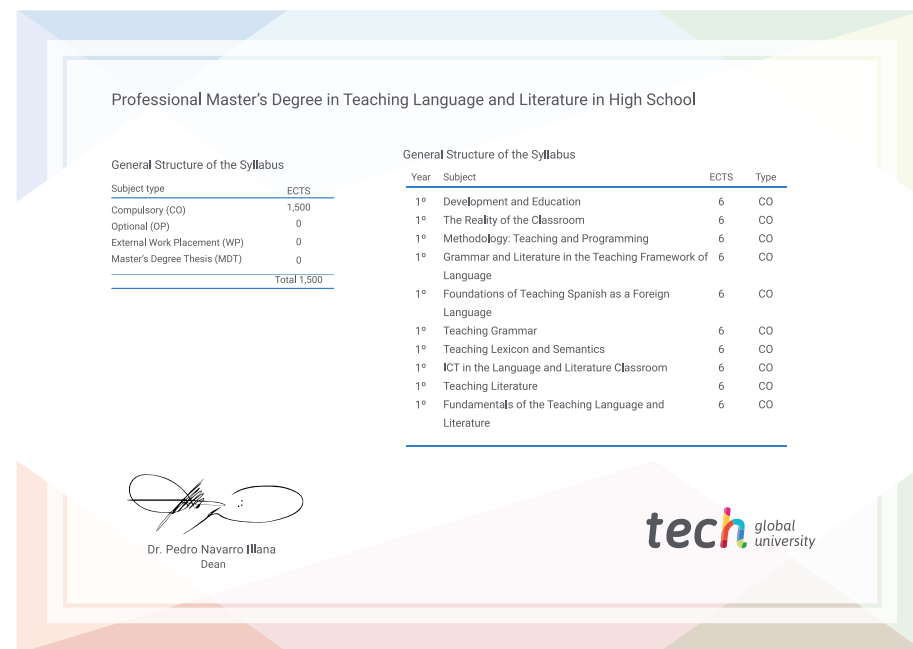 Professional Master's Degree in Teaching Language and Literature in High School
General Structure of the Syllabus
Subject type ECTS
Compulsory (CO) 1,500
Optional (OP) 0
External Work Placement (WP) 0
Master's Degree Thesis (MDT) 0
Total 1,500
General Structure of the Syllabus
Year Subject ECTS Type
1º Development and Education 6 CO
1º The Reality of the Classroom 6 CO
1º Methodology: Teaching and Programming 6 CO
1º Grammar and Literature in the Teaching Framework of 6 CO
Language
1º Foundations of Teaching Spanish as a Foreign 6 CO
Language
1º Teaching Grammar 6 CO
1º Teaching Lexicon and Semantics 6 CO
1º ICT in the Language and Literature Classroom 6 CO
1º Teaching Literature 6 CO
1º Fundamentals of the Teaching Language and 6 CO
Literature
Dr. Pedro Navarro Illana
Dean
tech global
university